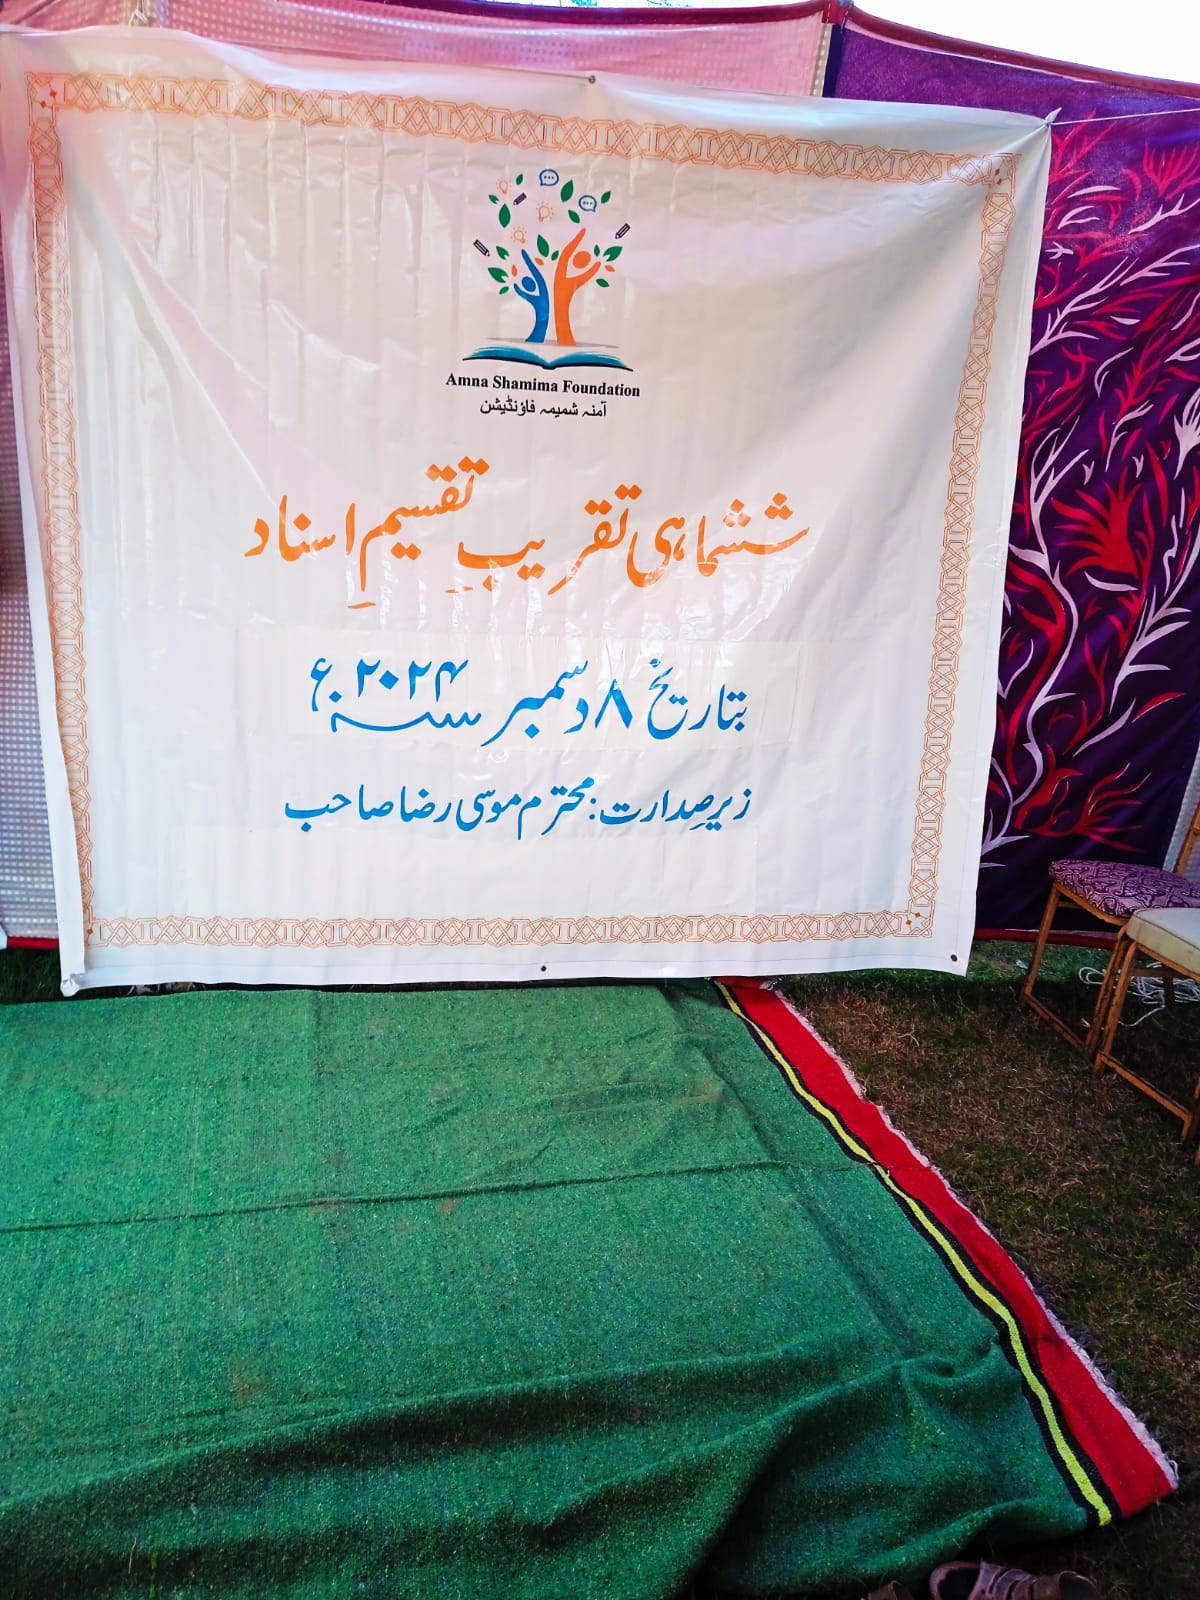 Amna Shamima Foundation
آمنہ شمیمہ فاؤنڈیشن
ششماہی تقریبِ تقسیمِ اسناد
بتاریخ ۸ دسمبر سنہ ۲۰۲۴ء
زیرِ صدارت: محترم موسی رضا صاحب